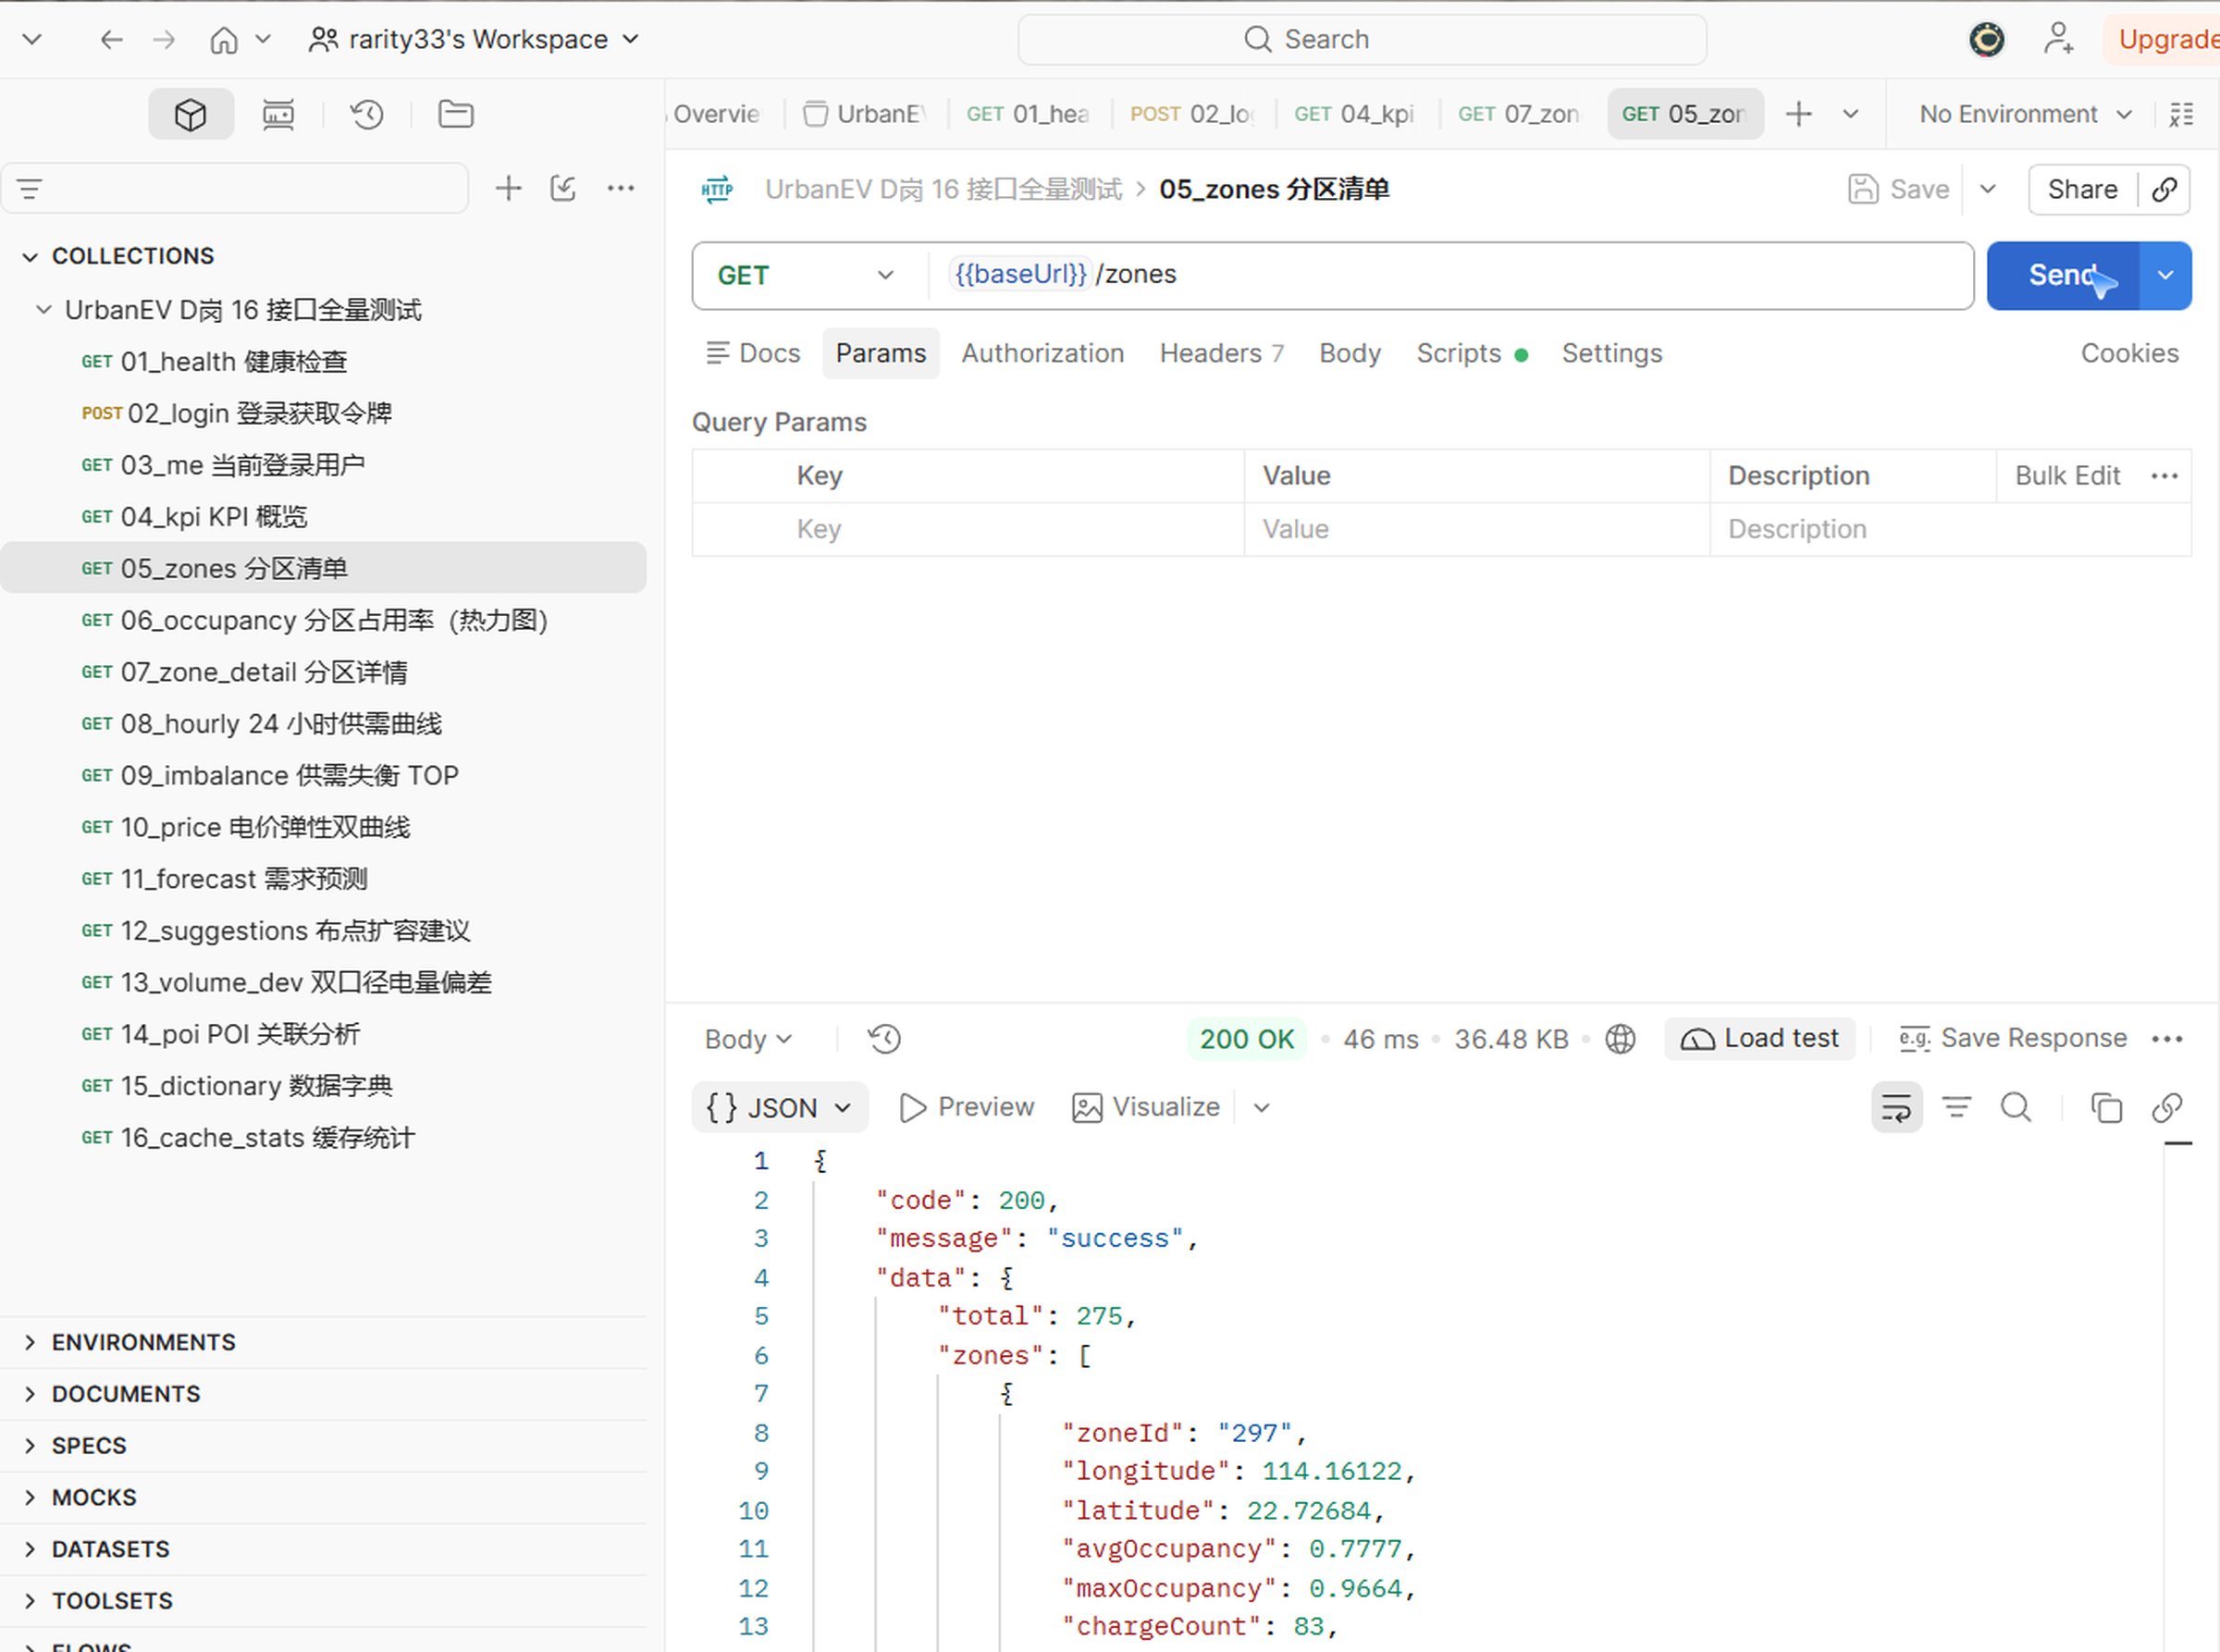 rarity33's Workspace
Search
Upgrade
Overvie
UrbanEV
GET 01_hea
POST 02_lo
GET 04_kpi
GET 07_zon
GET 05_zon
No Environment
HTTP UrbanEV D岗 16 接口全量测试 > 05_zones 分区清单
Save
Share
COLLECTIONS
UrbanEV D岗 16 接口全量测试
GET 01_health 健康检查
POST 02_login 登录获取令牌
GET 03_me 当前登录用户
GET 04_kpi KPI 概览
GET 05_zones 分区清单
GET 06_occupancy 分区占用率（热力图）
GET 07_zone_detail 分区详情
GET 08_hourly 24 小时供需曲线
GET 09_imbalance 供需失衡 TOP
GET 10_price 电价弹性双曲线
GET 11_forecast 需求预测
GET 12_suggestions 布点扩容建议
GET 13_volume_dev 双口径电量偏差
GET 14_poi POI 关联分析
GET 15_dictionary 数据字典
GET 16_cache_stats 缓存统计
ENVIRONMENTS
DOCUMENTS
SPECS
MOCKS
DATASETS
TOOLSETS
FLOWS
GET {{baseUrl}}/zones
Send
Docs Params Authorization Headers 7 Body Scripts Settings Cookies
Query Params
Key Value Description Bulk Edit
Key Value Description
Body 200 OK 46 ms 36.48 KB Load test e.g. Save Response
{} JSON Preview Visualize
1 {
2 "code": 200,
3 "message": "success",
4 "data": {
5 "total": 275,
6 "zones": [
7 {
8 "zoneId": "297",
9 "longitude": 114.16122,
10 "latitude": 22.72684,
11 "avgOccupancy": 0.7777,
12 "maxOccupancy": 0.9664,
13 "chargeCount": 83,